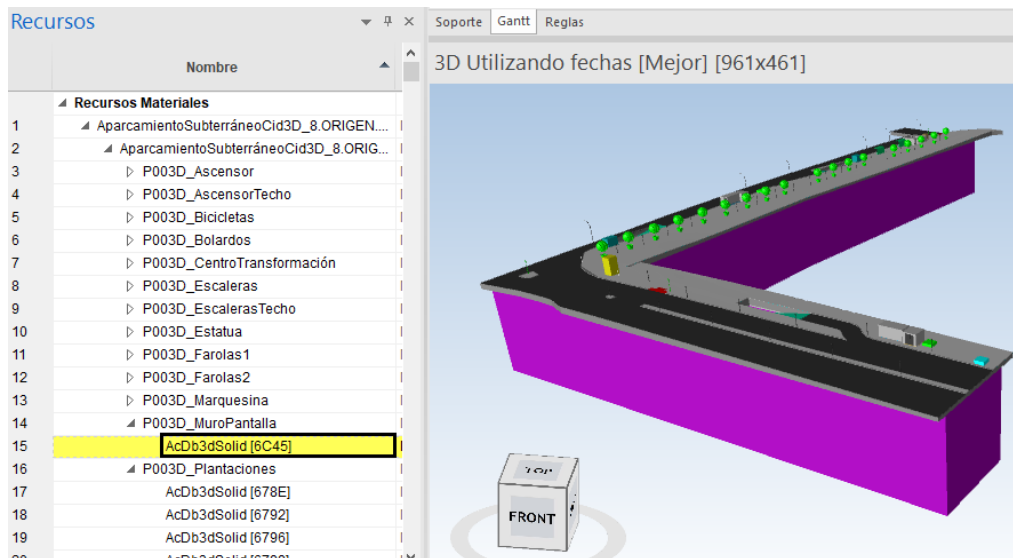 Recursos
Nombre
Recursos Materiales
1 AparcamientoSubterráneoCid3D_8.ORIGEN....
2 AparcamientoSubterráneoCid3D_8.ORIG...
3 P003D_Ascensor
4 P003D_AscensorTecho
5 P003D_Bicicletas
6 P003D_Bolardos
7 P003D_CentroTransformación
8 P003D_Escaleras
9 P003D_EscalerasTecho
10 P003D_Estatua
11 P003D_Farolas1
12 P003D_Farolas2
13 P003D_Marquesina
14 P003D_MuroPantalla
15 AcDb3dSolid [6C45]
16 P003D_Plantaciones
17 AcDb3dSolid [678E]
18 AcDb3dSolid [6792]
19 AcDb3dSolid [6796]
Soporte Gantt Reglas
3D Utilizando fechas [Mejor] [961x461]
TOP
FRONT